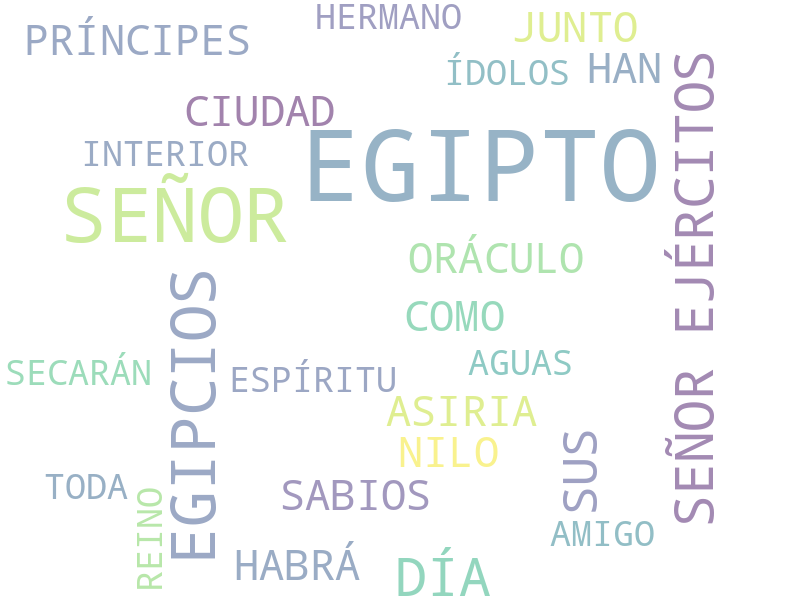 HERMANO
JUNTO
PRÍNCIPES
ÍDOLOS
HAN
CIUDAD
INTERIOR
EGIPTO
SEÑOR
SEÑOR EJÉRCITOS
ORÁCULO
EGIPCIOS
COMO
SECARÁN
ESPÍRITU
AGUAS
ASIRIA
NILO
SUS
TODA
SABIOS
REINO
AMIGO
HABRÁ
DÍA